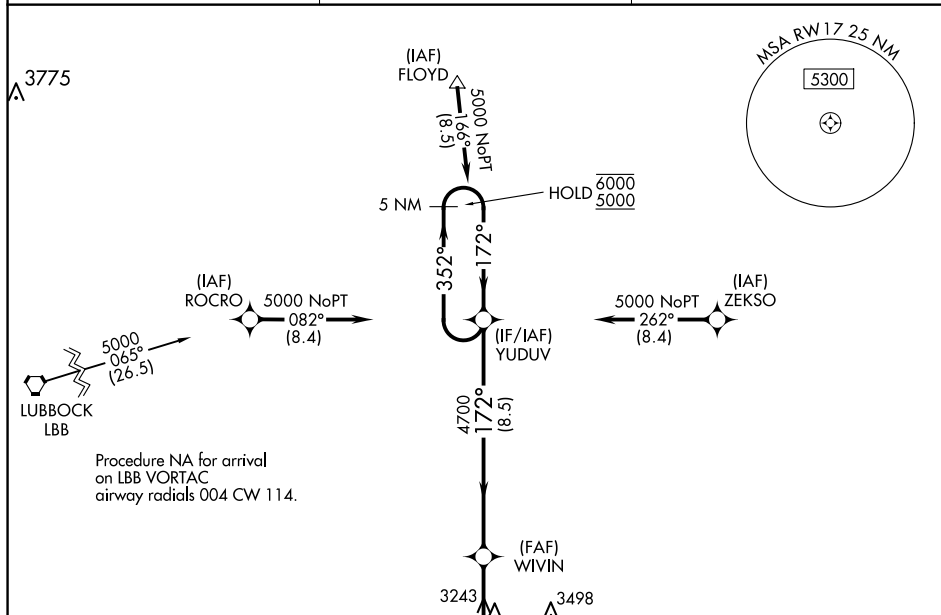 3775
(IAF)
FLOYD
5000 NoPT
166°
(8.5)
MSA RW17 25 NM
5300
5 NM
HOLD 6000
5000
352°
172°
(IAF)
ROCRO
5000 NoPT
082°
(8.4)
(IF/IAF)
YUDUV
5000 NoPT
262°
(8.4)
(IAF)
ZEKSO
5000
065°
(26.5)
LUBBOCK
LBB
4700
172°
(8.5)
Procedure NA for arrival
on LBB VORTAC
airway radials 004 CW 114.
(FAF)
WIVIN
3243
3498